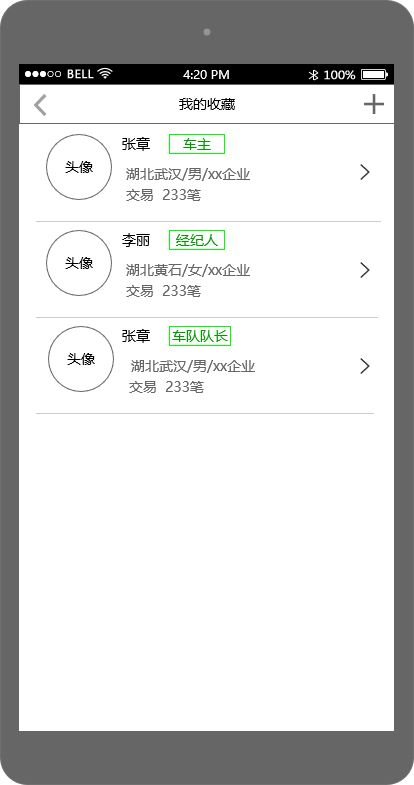 BELL 4:20 PM 100%
我的收藏
头像
张章 车主
湖北武汉/男/xx企业
交易 233笔
头像
李丽 经纪人
湖北黄石/女/xx企业
交易 233笔
头像
张章 车队队长
湖北武汉/男/xx企业
交易 233笔